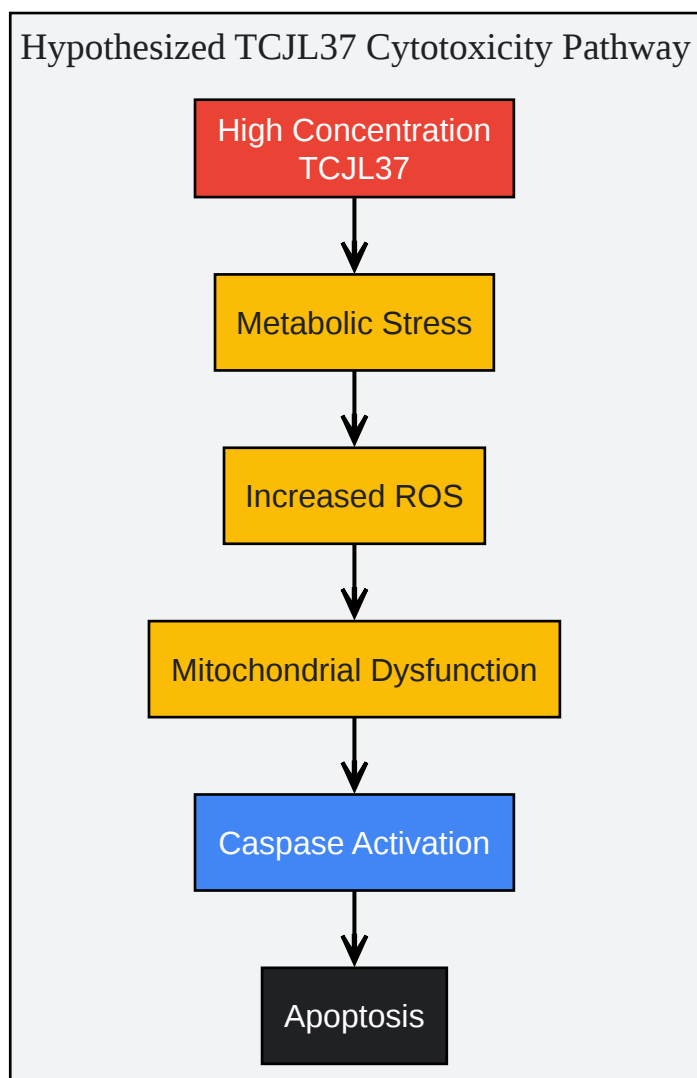 Hypothesized TCJL37 Cytotoxicity Pathway
High Concentration
TCJL37
Metabolic Stress
Increased ROS
Mitochondrial Dysfunction
Caspase Activation
Apoptosis